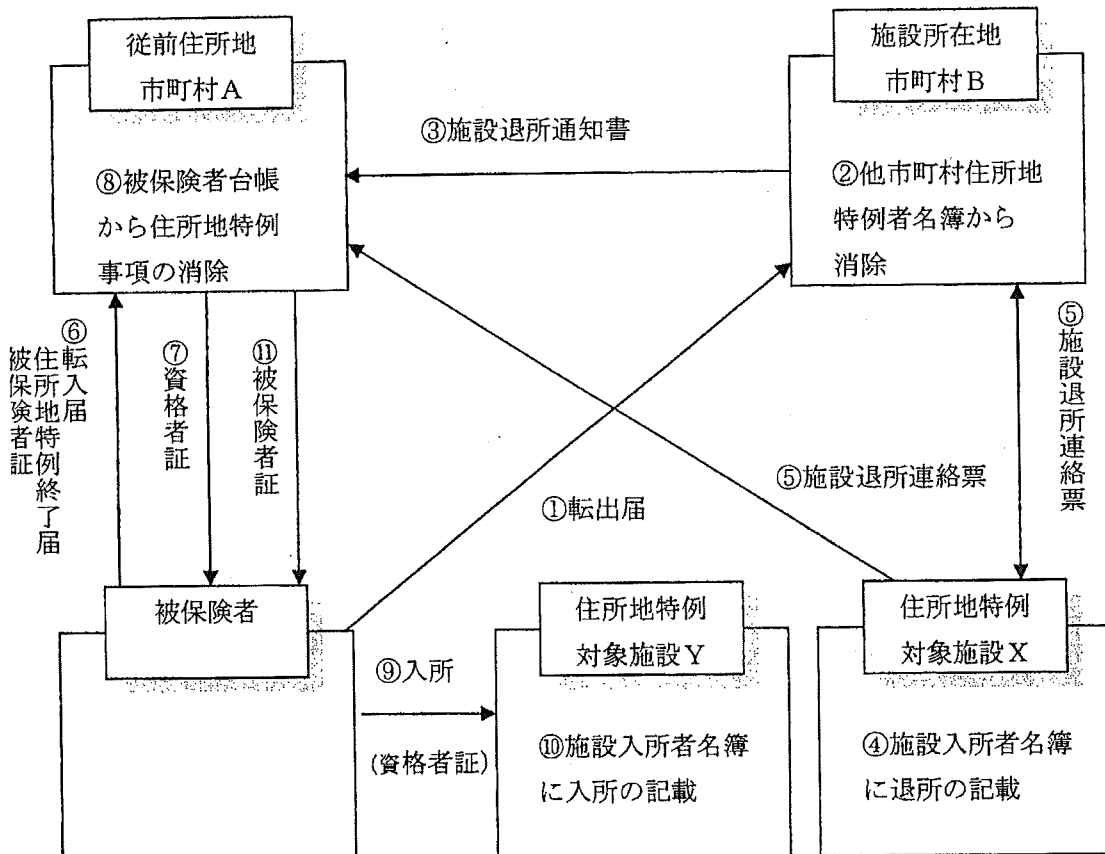 従前住所地
市町村A
施設所在地
市町村B
③施設退所通知書
⑧被保険者台帳
から住所地特例
事項の消除
②他市町村住所地
特例者名簿から
消除
⑥転入届
住所地特例終了届
被保険者証
⑦資格者証
⑪被保険者証
⑤施設退所連絡票
⑤施設退所連絡票
①転出届
被保険者
住所地特例
対象施設Y
住所地特例
対象施設X
⑨入所
(資格者証)
⑩施設入所者名簿
に入所の記載
④施設入所者名簿
に退所の記載